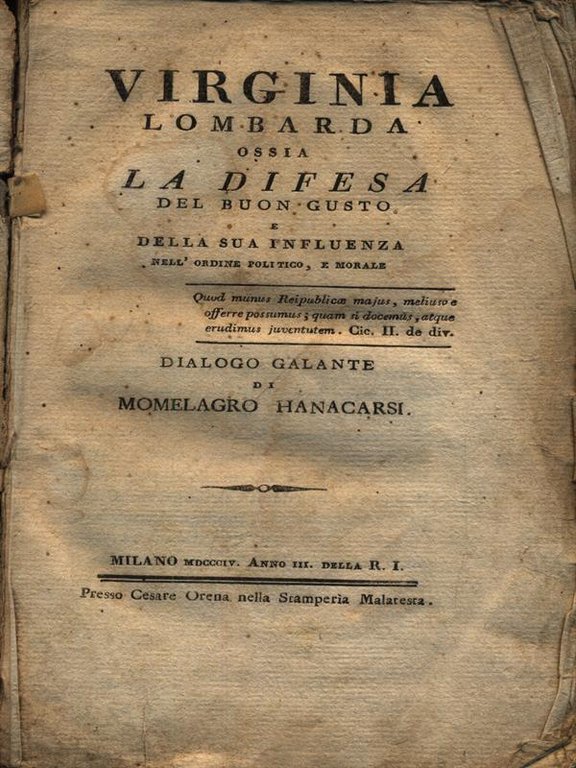 VIRGINIA
LOMBARDA
OSSIA
LA DIFESA
DEL BUON GUSTO
E
DELLA SUA INFLUENZA
NELL' ORDINE POLITICO, E MORALE
Quod munus Reipublicæ majus, meliusve
offerre possumus; quam si docemus, atque
erudimus juventutem. Cic. II. de div.
DIALOGO GALANTE
DI
MOMELAGRO HANACARSI.
MILANO MDCCCIV. ANNO III. DELLA R. I.
Presso Cesare Orena nella Stamperia Malatesta.